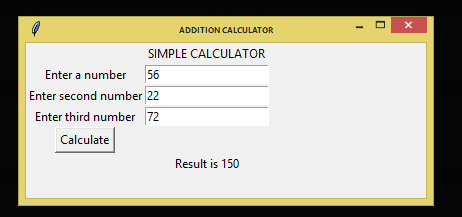 ADDITION CALCULATOR
SIMPLE CALCULATOR
Enter a number 56
Enter second number 22
Enter third number 72
Calculate
Result is 150